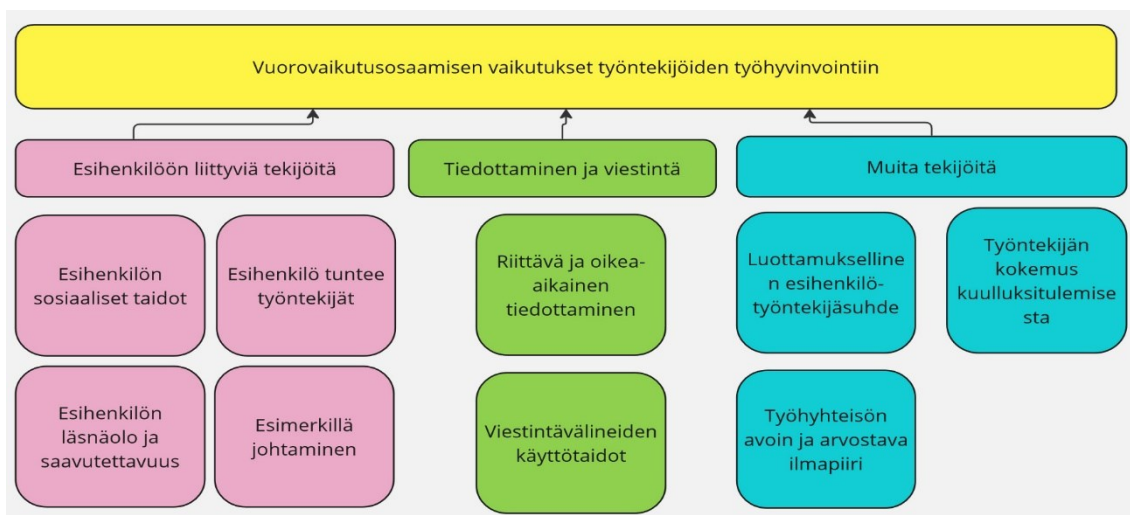 Vuorovaikutusosaamisen vaikutukset työntekijöiden työhyvinvointiin
Esihenkilöön liittyviä tekijöitä
Tiedottaminen ja viestintä
Muita tekijöitä
Esihenkilön
sosiaaliset taidot
Esihenkilö tuntee
työntekijät
Riittävä ja oikea-
aikainen
tiedottaminen
Luottamukselline
n esihenkilö-
työntekijäsuhde
Työntekijän
kokemus
kuulluksitulemise
sta
Esihenkilön
läsnäolo ja
saavutettavuus
Esimerkillä
johtaminen
Viestintävälineiden
käyttötaidot
Työhyhteisön
avoin ja arvostava
ilmapiiri